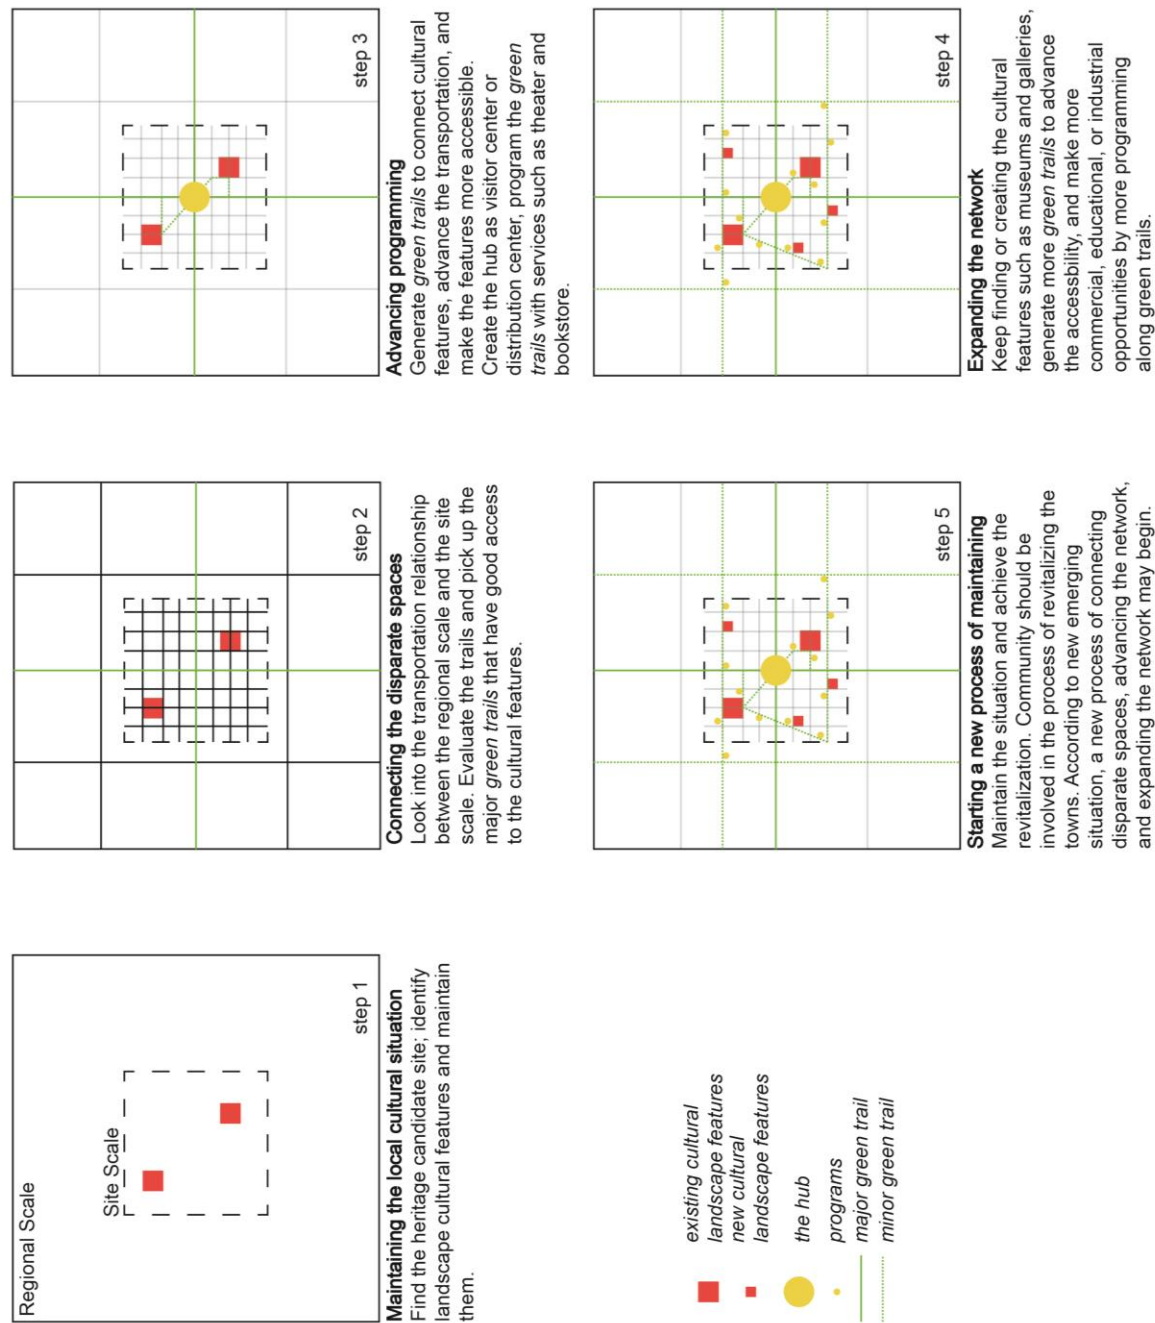 Regional Scale
Site Scale
step 1
Maintaining the local cultural situation
Find the heritage candidate site; identify
landscape cultural features and maintain
them.
step 2
Connecting the disparate spaces
Look into the transportation relationship
between the regional scale and the site
scale. Evaluate the trails and pick up the
major green trails that have good access
to the cultural features.
step 3
Advancing programming
Generate green trails to connect cultural
features, advance the transportation, and
make the features more accessible.
Create the hub as visitor center or
distribution center, program the green
trails with services such as theater and
bookstore.
existing cultural
landscape features
new cultural
landscape features
the hub
programs
major green trail
minor green trail
step 5
Starting a new process of maintaining
Maintain the situation and achieve the
revitalization. Community should be
involved in the process of revitalizing the
towns. According to new emerging
situation, a new process of connecting
disparate spaces, advancing the network,
and expanding the network may begin.
step 4
Expanding the network
Keep finding or creating the cultural
features such as museums and galleries,
generate more green trails to advance
the accessbility, and make more
commercial, educational, or industrial
opportunities by more programming
along green trails.